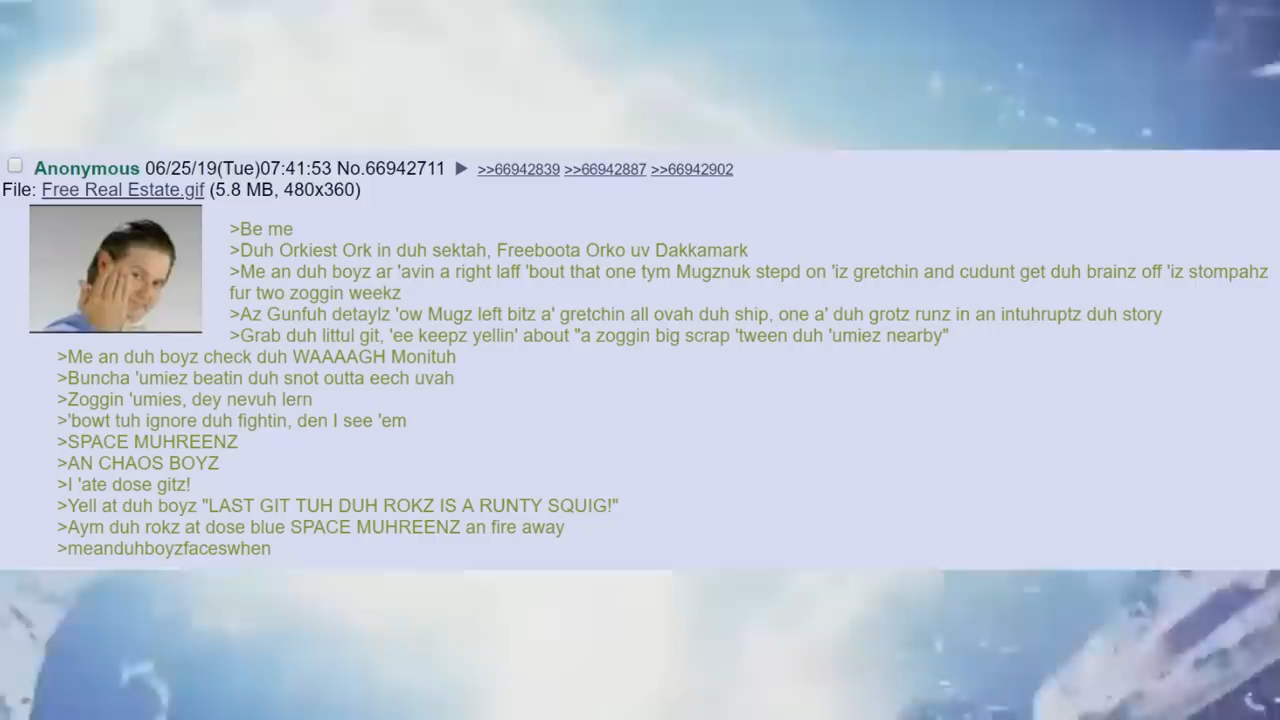 Anonymous 06/25/19(Tue)07:41:53 No.66942711 ▶ >>66942839 >>66942887 >>66942902
File: Free Real Estate.gif (5.8 MB, 480x360)
>Be me
>Duh Orkiest Ork in duh sektah, Freeboota Orko uv Dakkamark
>Me an duh boyz ar 'avin a right laff 'bout that one tym Mugznuk stepd on 'iz gretchin and cudunt get duh brainz off 'iz stompahz
fur two zoggin weekz
>Az Gunfuh detaylz 'ow Mugz left bitz a' gretchin all ovah duh ship, one a' duh grotz runz in an intuhruptz duh story
>Grab duh littul git, 'ee keepz yellin' about "a zoggin big scrap 'tween duh 'umiez nearby"
>Me an duh boyz check duh WAAAAGH Monituh
>Buncha 'umiez beatin duh snot outta eech uvah
>Zoggin 'umies, dey nevuh lern
>'bowt tuh ignore duh fightin, den I see 'em
>SPACE MUHREENZ
>AN CHAOS BOYZ
>I 'ate dose gitz!
>Yell at duh boyz "LAST GIT TUH DUH ROKZ IS A RUNTY SQUIG!"
>Aym duh rokz at dose blue SPACE MUHREENZ an fire away
>meanduhboyzfaceswhen